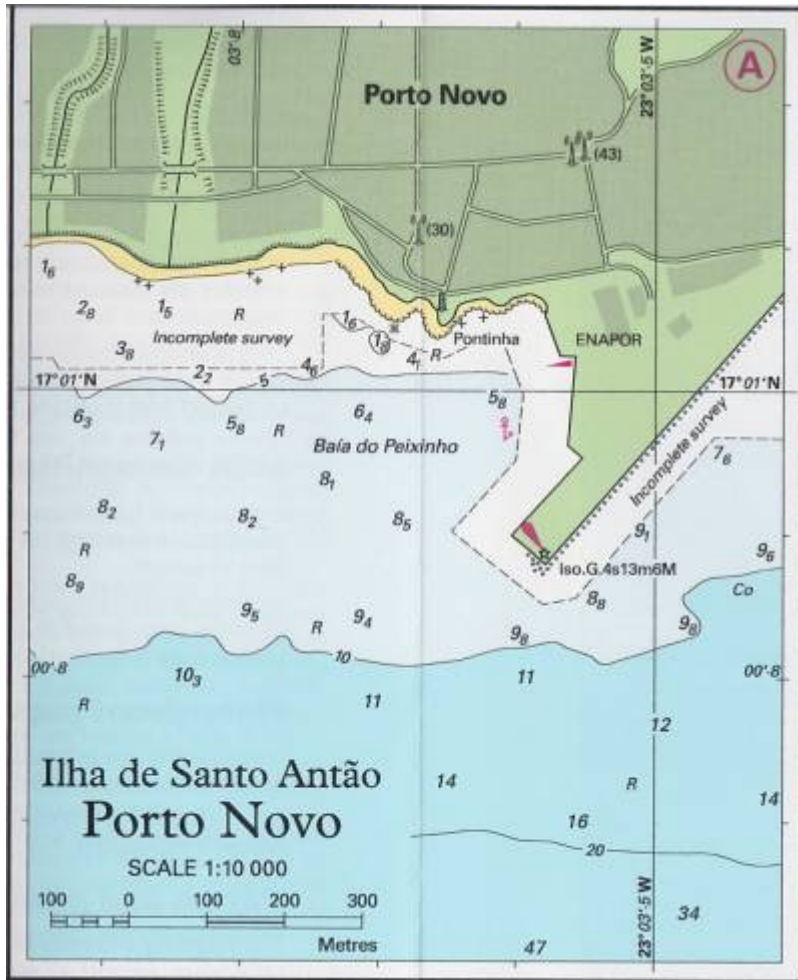 A
03'·8
23° 03'·5 W
Porto Novo
(43)
(30)
1₆
2₈
1₅
R
1₆
Incomplete survey
1₈
Pontinha
ENAPOR
3₈
R
4₁
4₆
2₂
5
17° 01' N
17° 01' N
6₃
5₈
R
6₄
5₈
7₁
Baía do Peixinho
Incomplete survey
7₆
8₁
8₂
8₂
8₅
9₁
R
9₆
Iso.G.4s13m6M
8₉
Co
8₈
9₅
R
9₄
9₈
9₈
10
00'·8
00'·8
10₃
11
11
R
12
Ilha de Santo Antão
14
R
14
Porto Novo
16
20
SCALE 1:10 000
100 0 100 200 300
Metres
34
47
23° 03'·5 W